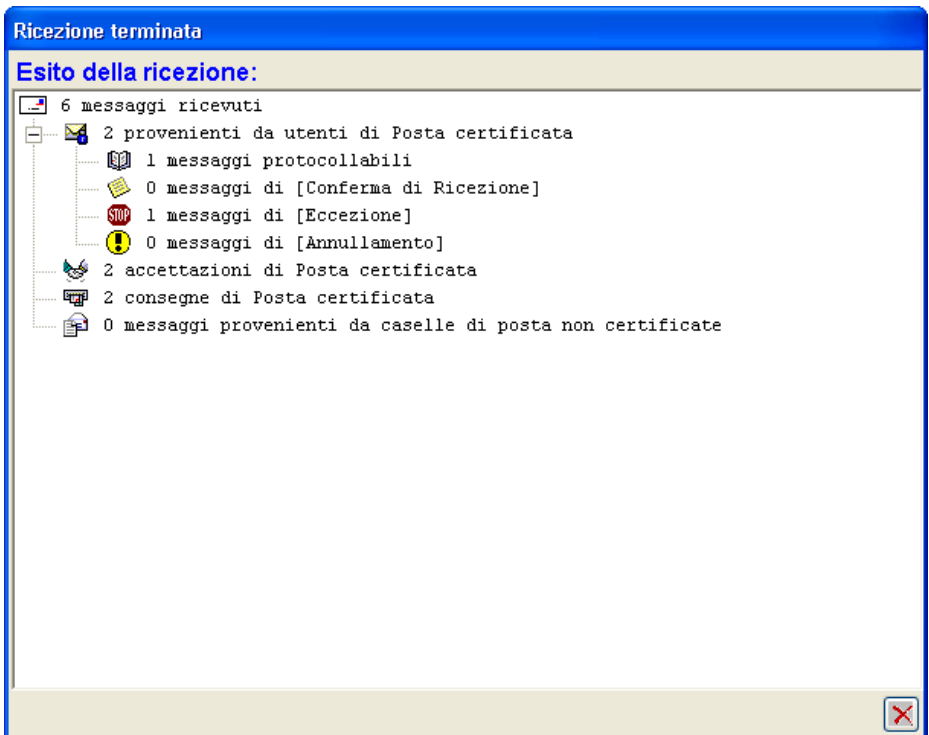 Ricezione terminata
Esito della ricezione:
6 messaggi ricevuti
2 provenienti da utenti di Posta certificata
1 messaggi protocollabili
0 messaggi di [Conferma di Ricezione]
STOP 1 messaggi di [Eccezione]
0 messaggi di [Annullamento]
2 accettazioni di Posta certificata
2 consegne di Posta certificata
0 messaggi provenienti da caselle di posta non certificate